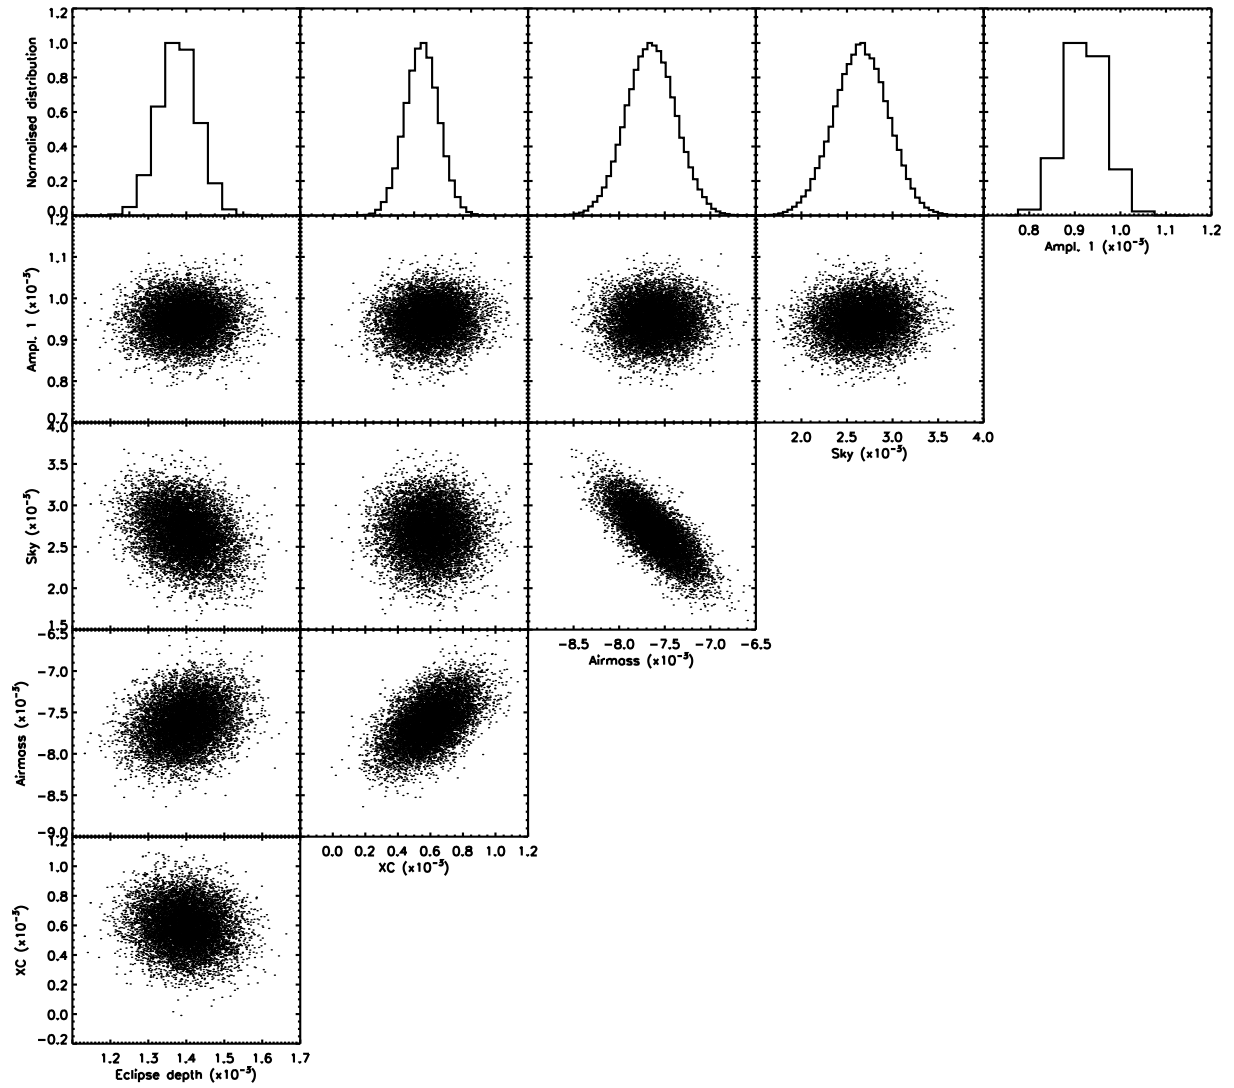 1.2
1.0
0.8
0.6
0.4
0.2
0.0
Normalised distribution
0.8 0.9 1.0 1.1 1.2
Ampl. 1 (x10⁻³)
1.2
1.1
1.0
0.9
0.8
0.7
Ampl. 1 (x10⁻³)
2.0 2.5 3.0 3.5 4.0
Sky (x10⁻³)
4.0
3.5
3.0
2.5
2.0
1.5
Sky (x10⁻³)
−8.5 −8.0 −7.5 −7.0 −6.5
Airmass (x10⁻³)
−6.5
−7.0
−7.5
−8.0
−8.5
−9.0
Airmass (x10⁻³)
0.0 0.2 0.4 0.6 0.8 1.0 1.2
XC (x10⁻³)
1.2
1.0
0.8
0.6
0.4
0.2
0.0
−0.2
XC (x10⁻³)
1.2 1.3 1.4 1.5 1.6 1.7
Eclipse depth (x10⁻³)